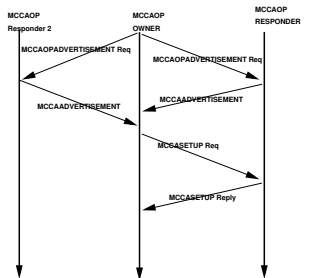 MCCAOP
Responder 2
MCCAOP
OWNER
MCCAOP
RESPONDER
MCCAOPADVERTISEMENT Req
MCCAOPADVERTISEMENT Req
MCCAADVERTISEMENT
MCCAADVERTISEMENT
MCCASETUP Req
MCCASETUP Reply